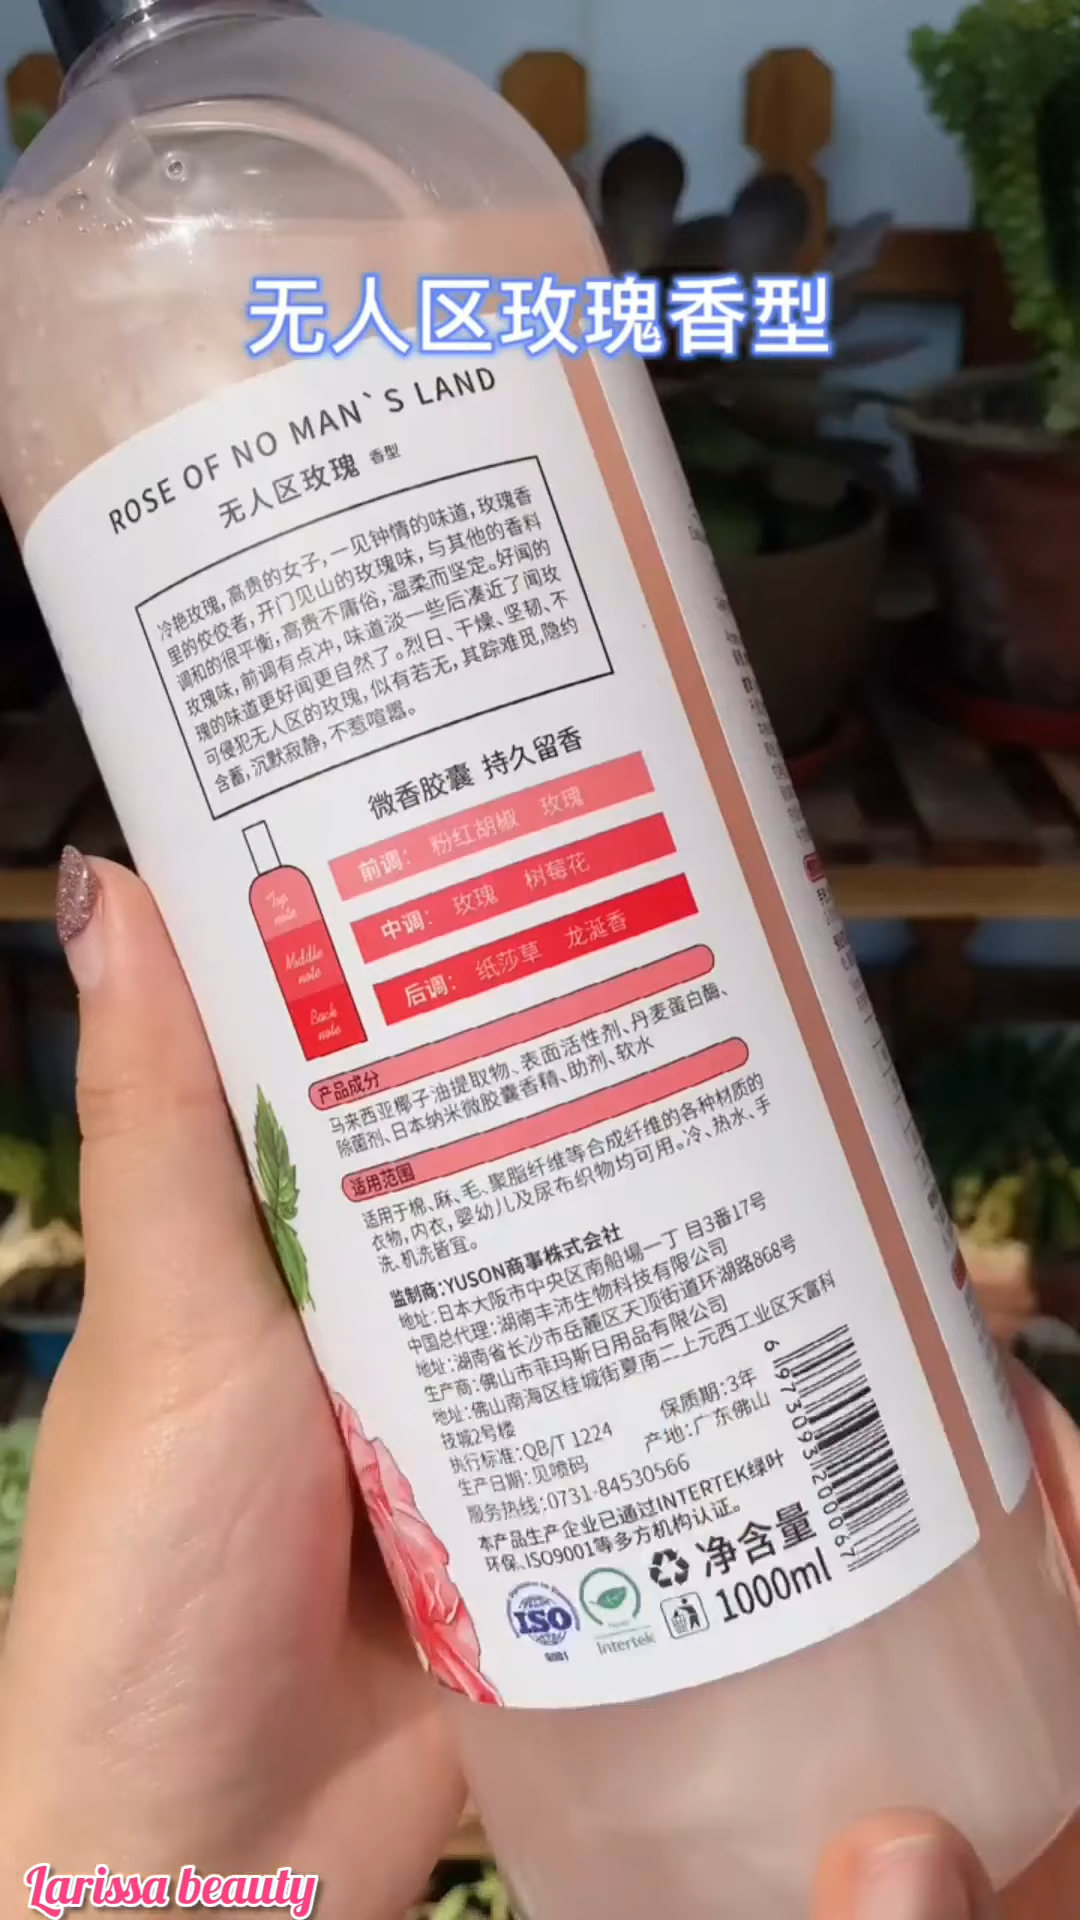 无人区玫瑰香型
ROSE OF NO MAN`S LAND
无人区玫瑰 香型
冷艳玫瑰，高贵的女子，一见钟情的味道，玫瑰香
里的佼佼者，开门见山的玫瑰味，与其他的香料
调和的很平衡，高贵不庸俗，温柔而坚定。好闻的
玫瑰味，前调有点冲，味道淡一些后凑近了闻玫
瑰的味道更好闻更自然了。烈日、干燥、坚韧、不
可侵犯无人区的玫瑰，似有若无，其踪难觅，隐约
含蓄，沉默寂静，不惹喧嚣。
微香胶囊 持久留香
前调： 粉红胡椒 玫瑰
中调： 玫瑰 树莓花
后调： 纸莎草 龙涎香
Top
note
Middle
note
Back
note
产品成分
马来西亚椰子油提取物、表面活性剂、丹麦蛋白酶、
除菌剂、日本纳米微胶囊香精、助剂、软水
适用范围
适用于棉、麻、毛、聚脂纤维等合成纤维的各种材质的
衣物，内衣，婴幼儿及尿布织物均可用。冷、热水、手
洗、机洗皆宜。
监制商：YUSON商事株式会社
地址：日本大阪市中央区南船場一丁目3番17号
中国总代理：湖南丰沛生物科技有限公司
地址：湖南省长沙市岳麓区天顶街道环湖路868号
生产商：佛山市菲玛斯日用品有限公司
地址：佛山南海区桂城街夏南二上元西工业区天富科
技城2号楼
执行标准：QB/T 1224 保质期：3年
生产日期：见喷码 产地：广东佛山
服务热线：0731-84530566
本产品生产企业已通过INTERTEK绿叶
环保、ISO9001等多方机构认证。
净含量
1000ml
ISO
9001
Intertek
6 973093 200067
Larissa beauty